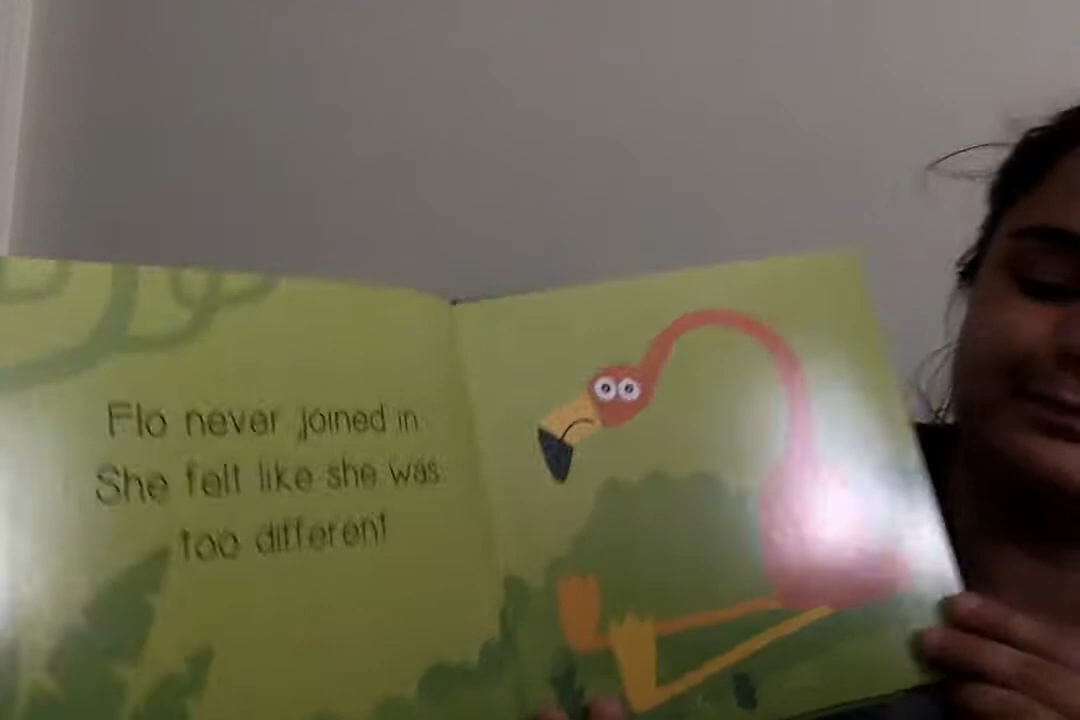 Flo never joined in.
She felt like she was
too different